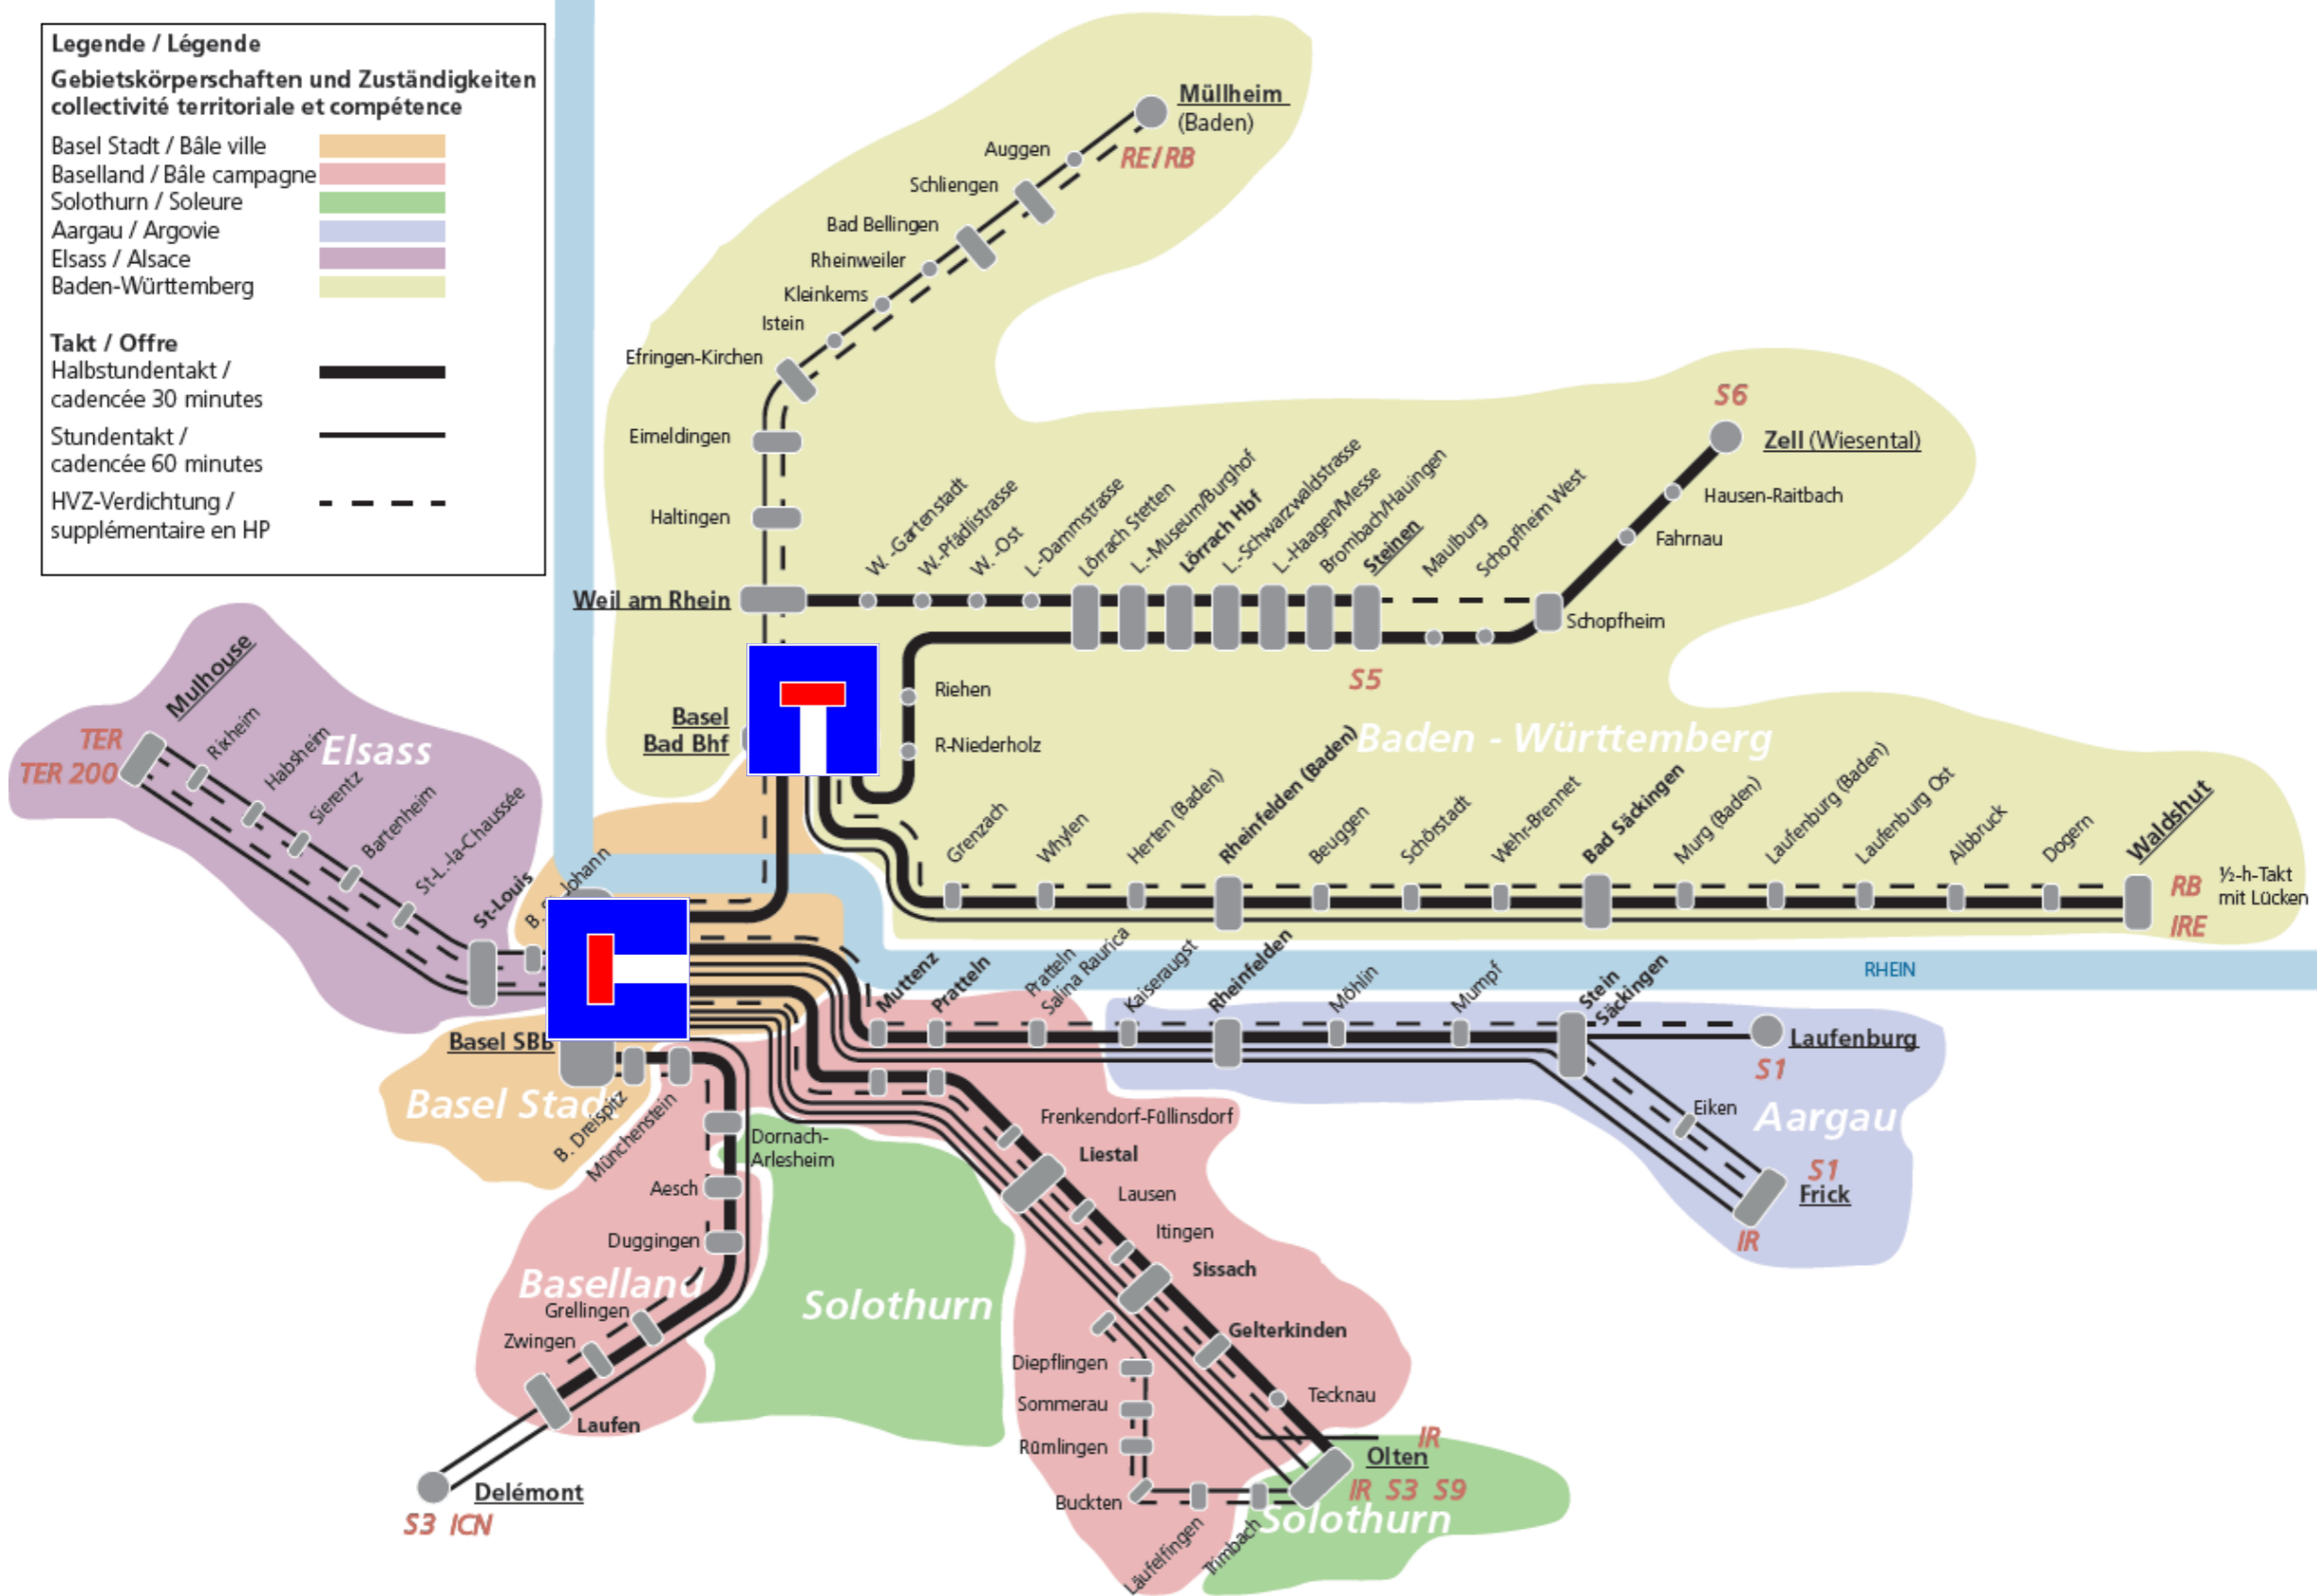 Legende / Légende
Gebietskörperschaften und Zuständigkeiten
collectivité territoriale et compétence
Basel Stadt / Bâle ville
Baselland / Bâle campagne
Solothurn / Soleure
Aargau / Argovie
Elsass / Alsace
Baden-Württemberg
Takt / Offre
Halbstundentakt /
cadencée 30 minutes
Stundentakt /
cadencée 60 minutes
HVZ-Verdichtung /
supplémentaire en HP
Müllheim
(Baden)
RE/RB
Auggen
Schliengen
Bad Bellingen
Rheinweiler
Kleinkems
Istein
Efringen-Kirchen
Eimeldingen
Haltingen
Weil am Rhein
W.-Gartenstadt
W.-Pfädlistrasse
W.-Ost
L.-Dammstrasse
Lörrach Stetten
L.-Museum/Burghof
Lörrach Hbf
L.-Schwarzwaldstrasse
L.-Haagen/Messe
Brombach/Hauingen
Steinen
Maulburg
Schopfheim West
Schopfheim
Fahrnau
Hausen-Raitbach
Zell (Wiesental)
S6
S5
Riehen
R-Niederholz
Basel
Bad Bhf
Baden - Württemberg
Grenzach
Whylen
Herten (Baden)
Rheinfelden (Baden)
Beuggen
Schörstadt
Wehr-Brennet
Bad Säckingen
Murg (Baden)
Laufenburg (Baden)
Laufenburg Ost
Albbruck
Dogern
Waldshut
RB
½-h-Takt
mit Lücken
IRE
RHEIN
Mulhouse
TER
TER 200
Elsass
Rixheim
Habsheim
Sierentz
Bartenheim
St-L.-la-Chaussée
St-Louis
Johann
Basel SBB
Basel Stadt
B. Dreispitz
Münchenstein
Dornach-
Arlesheim
Aesch
Duggingen
Baselland
Grellingen
Zwingen
Laufen
Delémont
S3 ICN
Solothurn
Muttenz
Pratteln
Pratteln
Salina Raurica
Kaiseraugst
Rheinfelden
Möhlin
Mumpf
Stein
Säckingen
Laufenburg
S1
Aargau
Eiken
S1
Frick
IR
Frenkendorf-Füllinsdorf
Liestal
Lausen
Itingen
Sissach
Gelterkinden
Tecknau
Diepflingen
Sommerau
Rümlingen
Buckten
Läufelfingen
Trimbach
IR
Olten
IR S3 S9
Solothurn